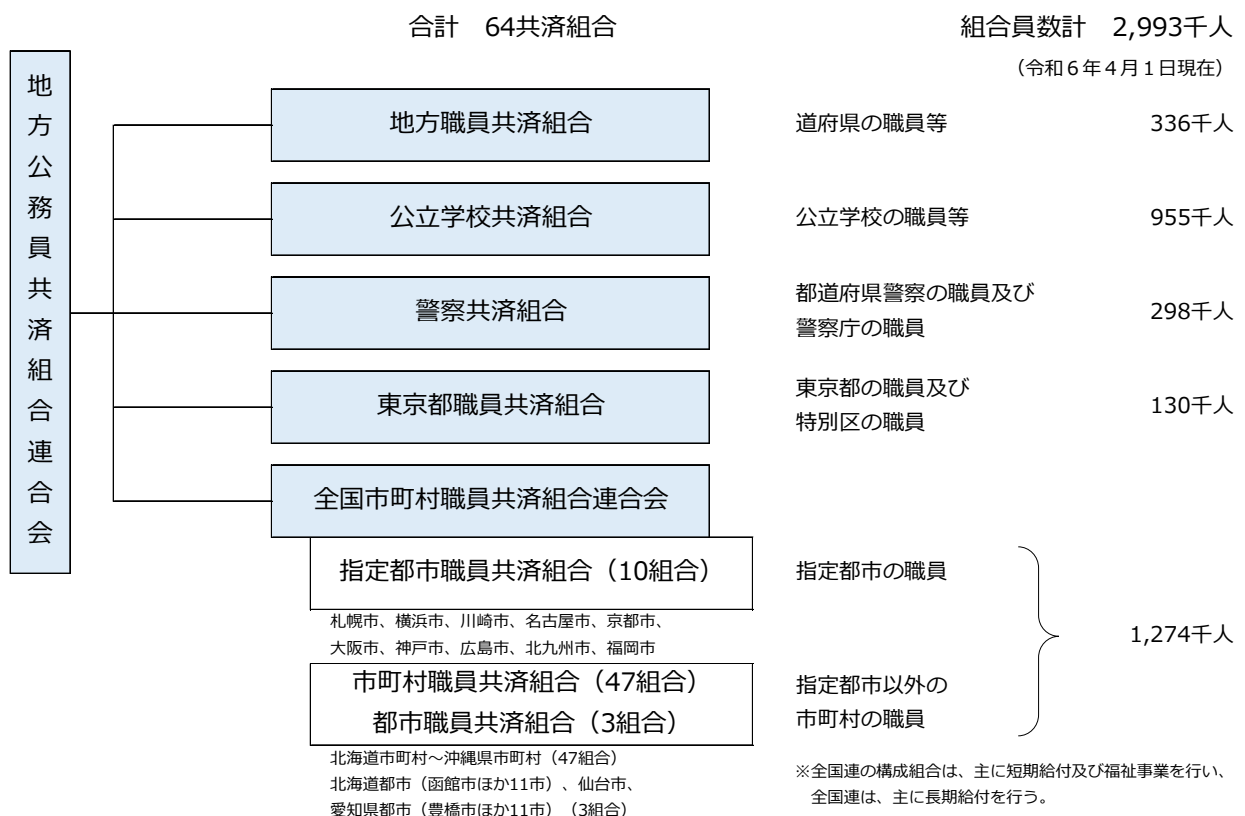 合計　64共済組合
組合員数計　2,993千人
（令和６年４月１日現在）
地方公務員共済組合連合会
地方職員共済組合
道府県の職員等
336千人
公立学校共済組合
公立学校の職員等
955千人
警察共済組合
都道府県警察の職員及び
警察庁の職員
298千人
東京都職員共済組合
東京都の職員及び
特別区の職員
130千人
全国市町村職員共済組合連合会
指定都市職員共済組合（10組合）
指定都市の職員
札幌市、横浜市、川崎市、名古屋市、京都市、
大阪市、神戸市、広島市、北九州市、福岡市
1,274千人
市町村職員共済組合（47組合）
都市職員共済組合（3組合）
指定都市以外の
市町村の職員
北海道市町村～沖縄県市町村（47組合）
北海道都市（函館市ほか11市）、仙台市、
愛知県都市（豊橋市ほか11市）（3組合）
※全国連の構成組合は、主に短期給付及び福祉事業を行い、
全国連は、主に長期給付を行う。